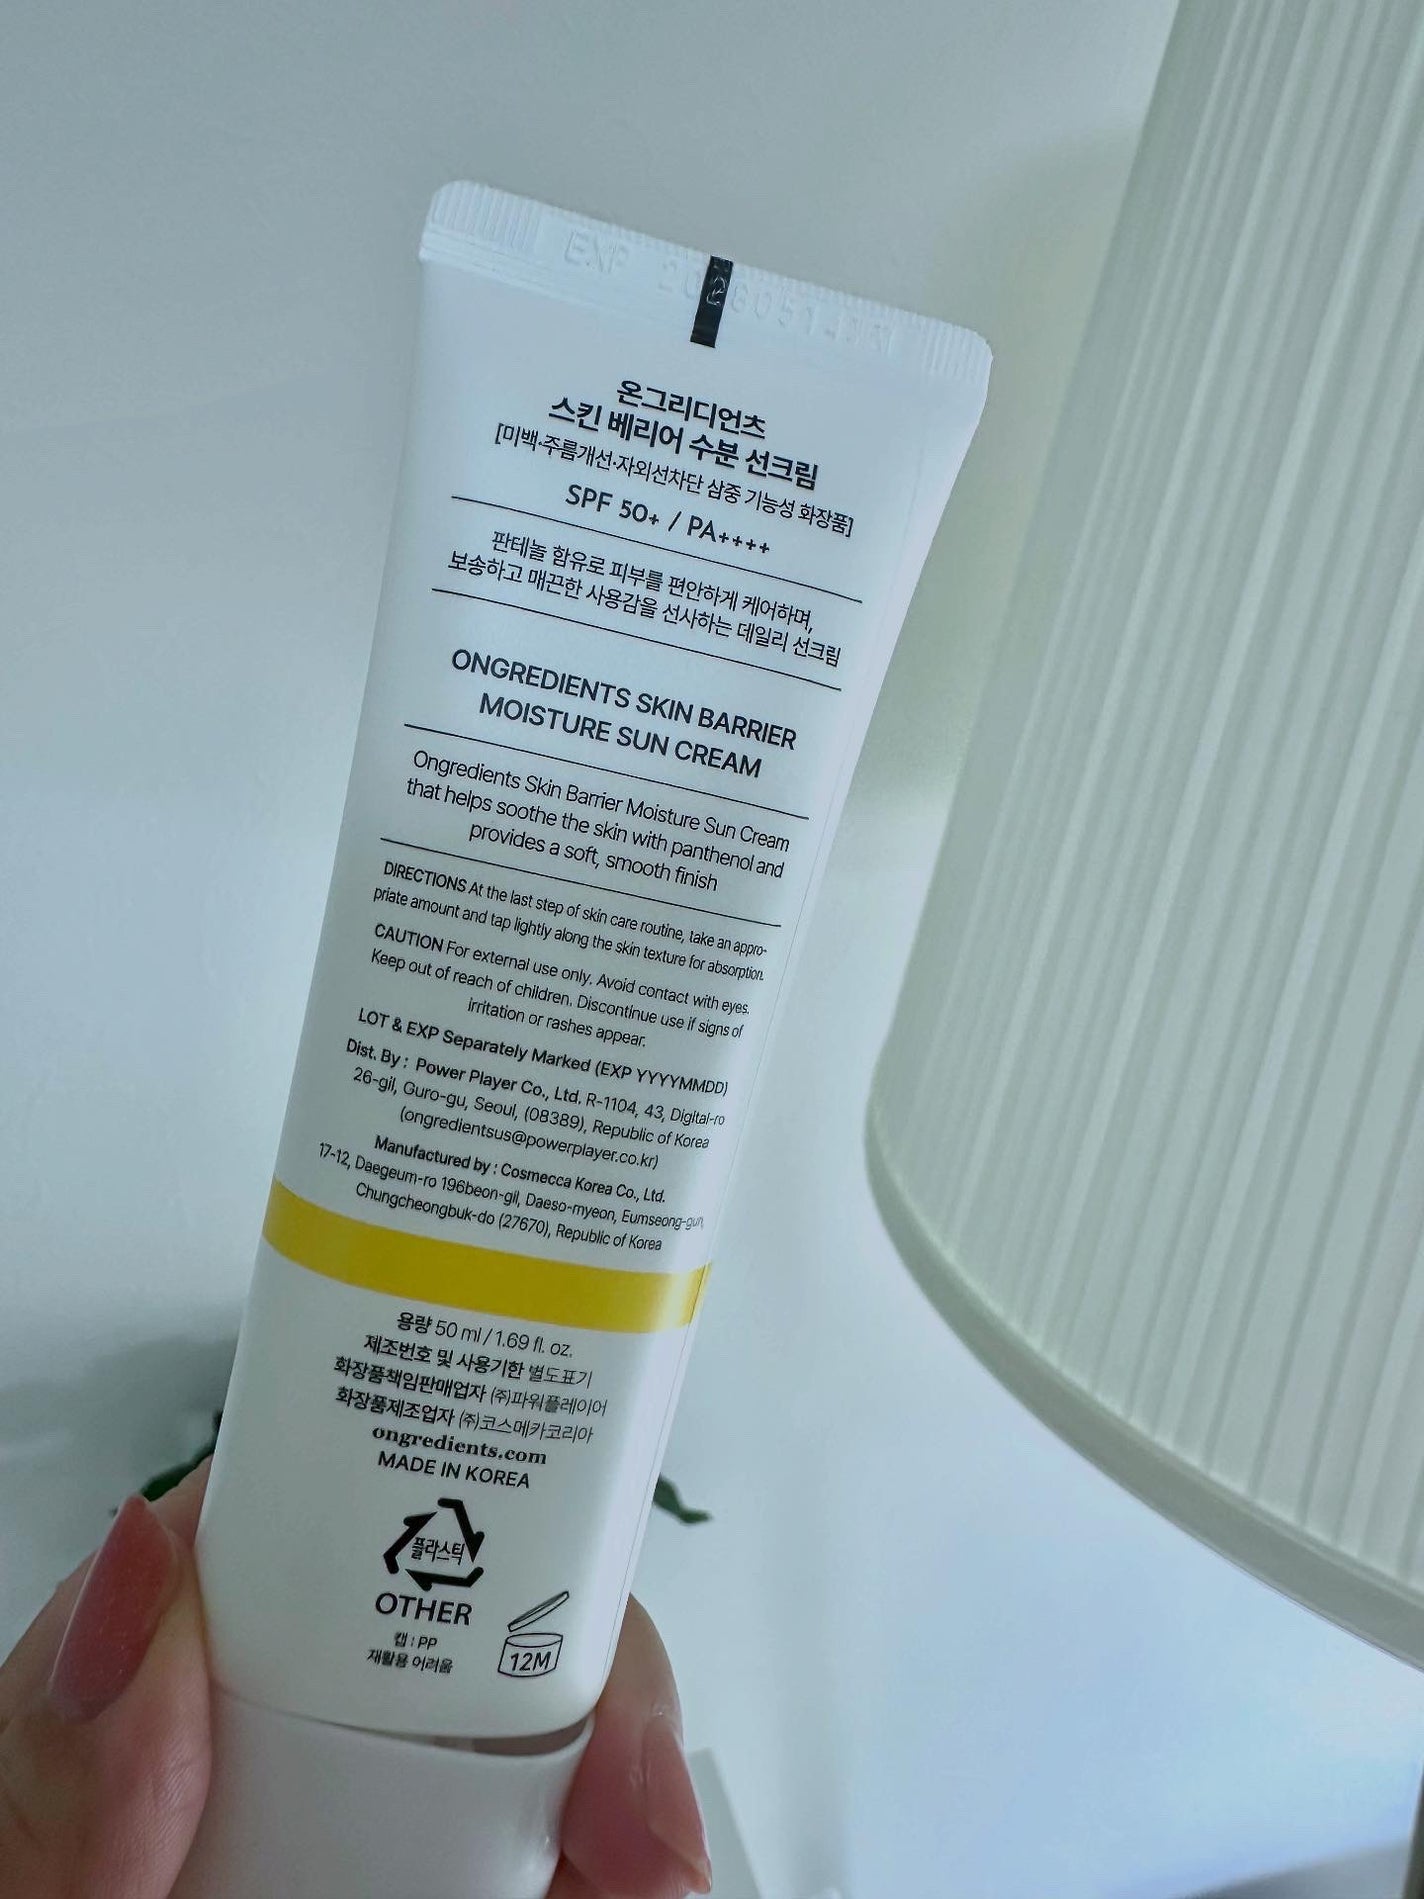 EXP
온그리디언츠
스킨 베리어 수분 선크림
[미백·주름개선·자외선차단 삼중 기능성 화장품]
SPF 50+ / PA++++
판테놀 함유로 피부를 편안하게 케어하며,
보송하고 매끈한 사용감을 선사하는 데일리 선크림
ONGREDIENTS SKIN BARRIER
MOISTURE SUN CREAM
Ongredients Skin Barrier Moisture Sun Cream
that helps soothe the skin with panthenol and
provides a soft, smooth finish
DIRECTIONS At the last step of skin care routine, take an appro-
priate amount and tap lightly along the skin texture for absorption.
CAUTION For external use only. Avoid contact with eyes.
Keep out of reach of children. Discontinue use if signs of
irritation or rashes appear.
LOT & EXP Separately Marked (EXP YYYYMMDD)
Dist. By : Power Player Co., Ltd. R-1104, 43, Digital-ro
26-gil, Guro-gu, Seoul, (08389), Republic of Korea
(ongredientsus@powerplayer.co.kr)
Manufactured by : Cosmecca Korea Co., Ltd.
17-12, Daegeum-ro 196beon-gil, Daeso-myeon, Eumseong-gun,
Chungcheongbuk-do (27670), Republic of Korea
용량 50 ml / 1.69 fl. oz.
제조번호 및 사용기한 별도표기
화장품책임판매업자 (주)파워플레이어
화장품제조업자 (주)코스메카코리아
ongredients.com
MADE IN KOREA
플라스틱
OTHER
캡 : PP
재활용 어려움
12M